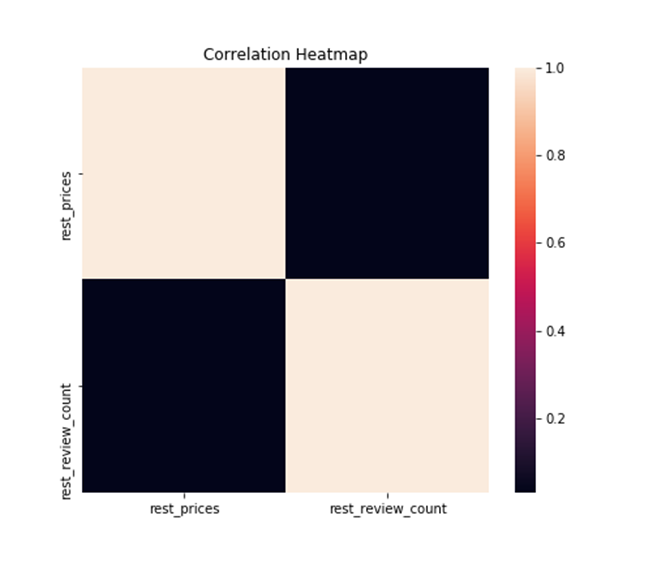 Correlation Heatmap
rest_prices
rest_review_count
rest_prices
rest_review_count
1.0
0.8
0.6
0.4
0.2